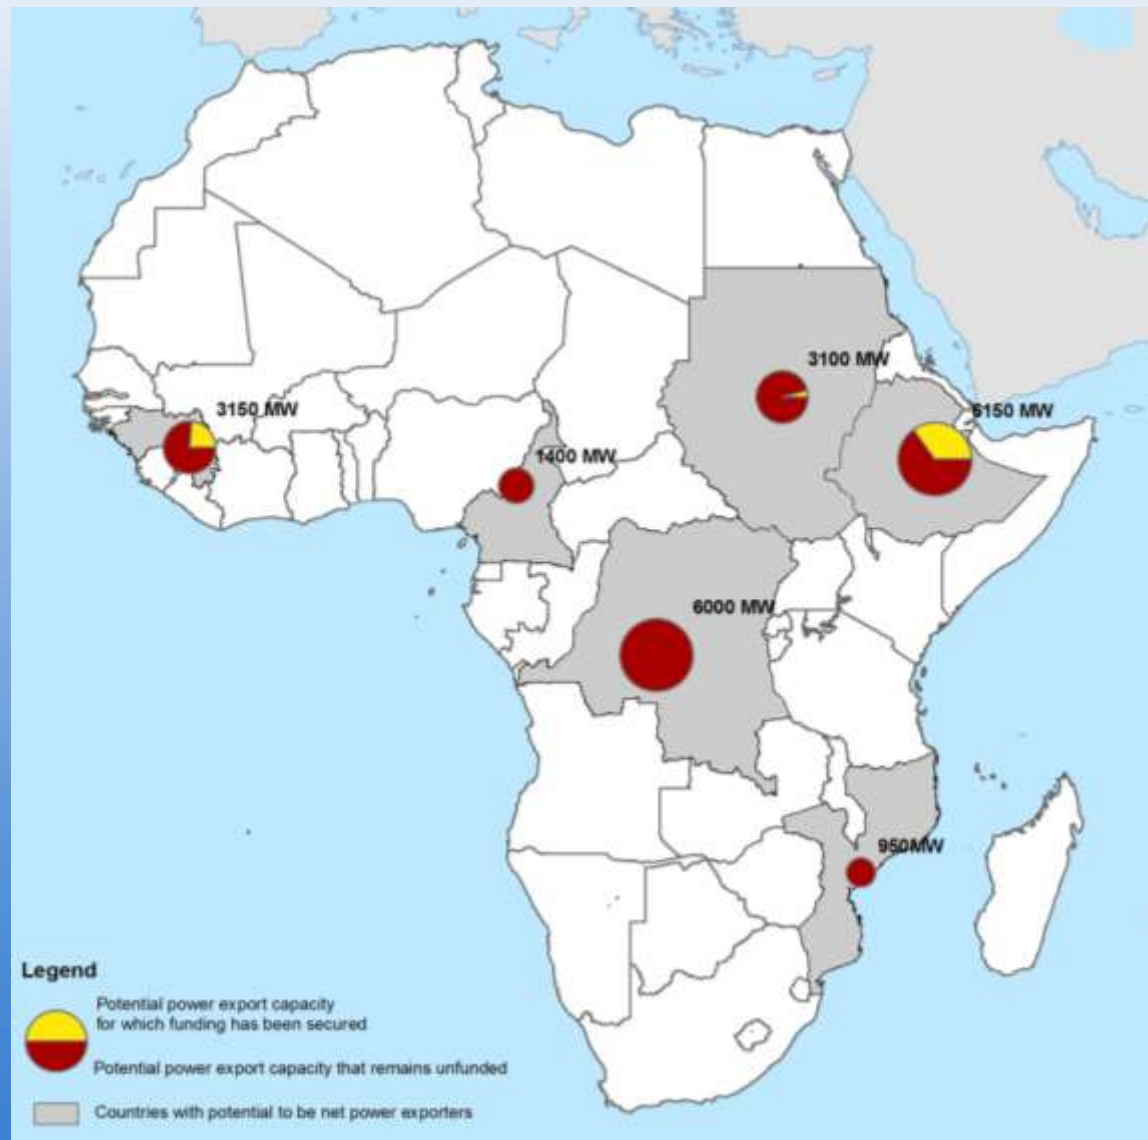 3100 MW
3150 MW
6150 MW
1400 MW
6000 MW
950MW
Legend
Potential power export capacity
for which funding has been secured
Potential power export capacity that remains unfunded
Countries with potential to be net power exporters